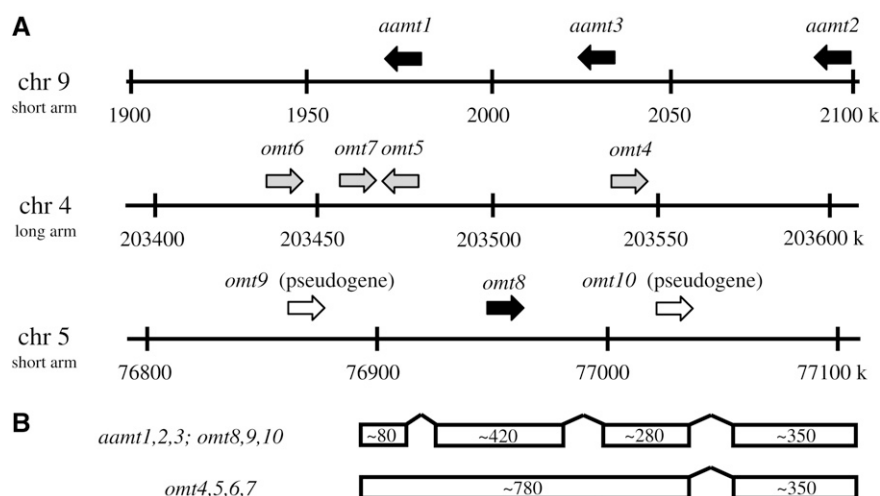 A
aamt1 aamt3 aamt2
chr 9
short arm
1900 1950 2000 2050 2100 k
omt6 omt7 omt5 omt4
chr 4
long arm
203400 203450 203500 203550 203600 k
omt9 (pseudogene) omt8 omt10 (pseudogene)
chr 5
short arm
76800 76900 77000 77100 k
B
aamt1,2,3; omt8,9,10 ~80 ~420 ~280 ~350
omt4,5,6,7 ~780 ~350